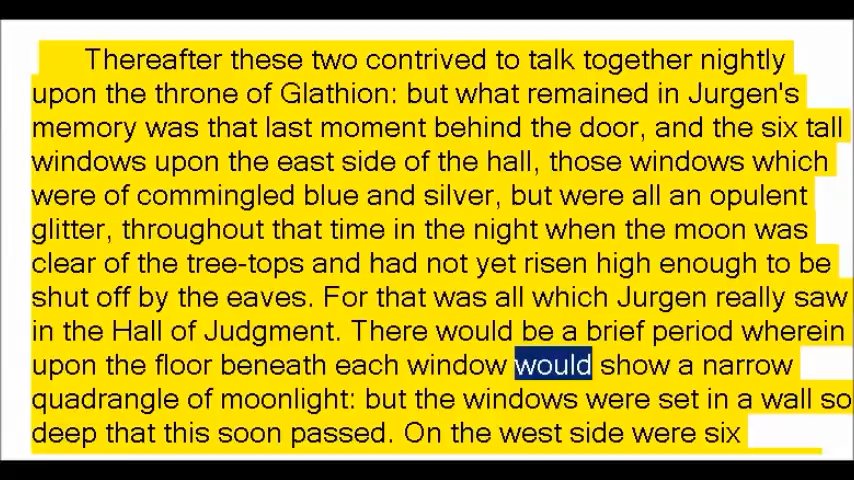 Thereafter these two contrived to talk together nightly
upon the throne of Glathion: but what remained in Jurgen's
memory was that last moment behind the door, and the six tall
windows upon the east side of the hall, those windows which
were of commingled blue and silver, but were all an opulent
glitter, throughout that time in the night when the moon was
clear of the tree-tops and had not yet risen high enough to be
shut off by the eaves. For that was all which Jurgen really saw
in the Hall of Judgment. There would be a brief period wherein
upon the floor beneath each window would show a narrow
quadrangle of moonlight: but the windows were set in a wall so
deep that this soon passed. On the west side were six